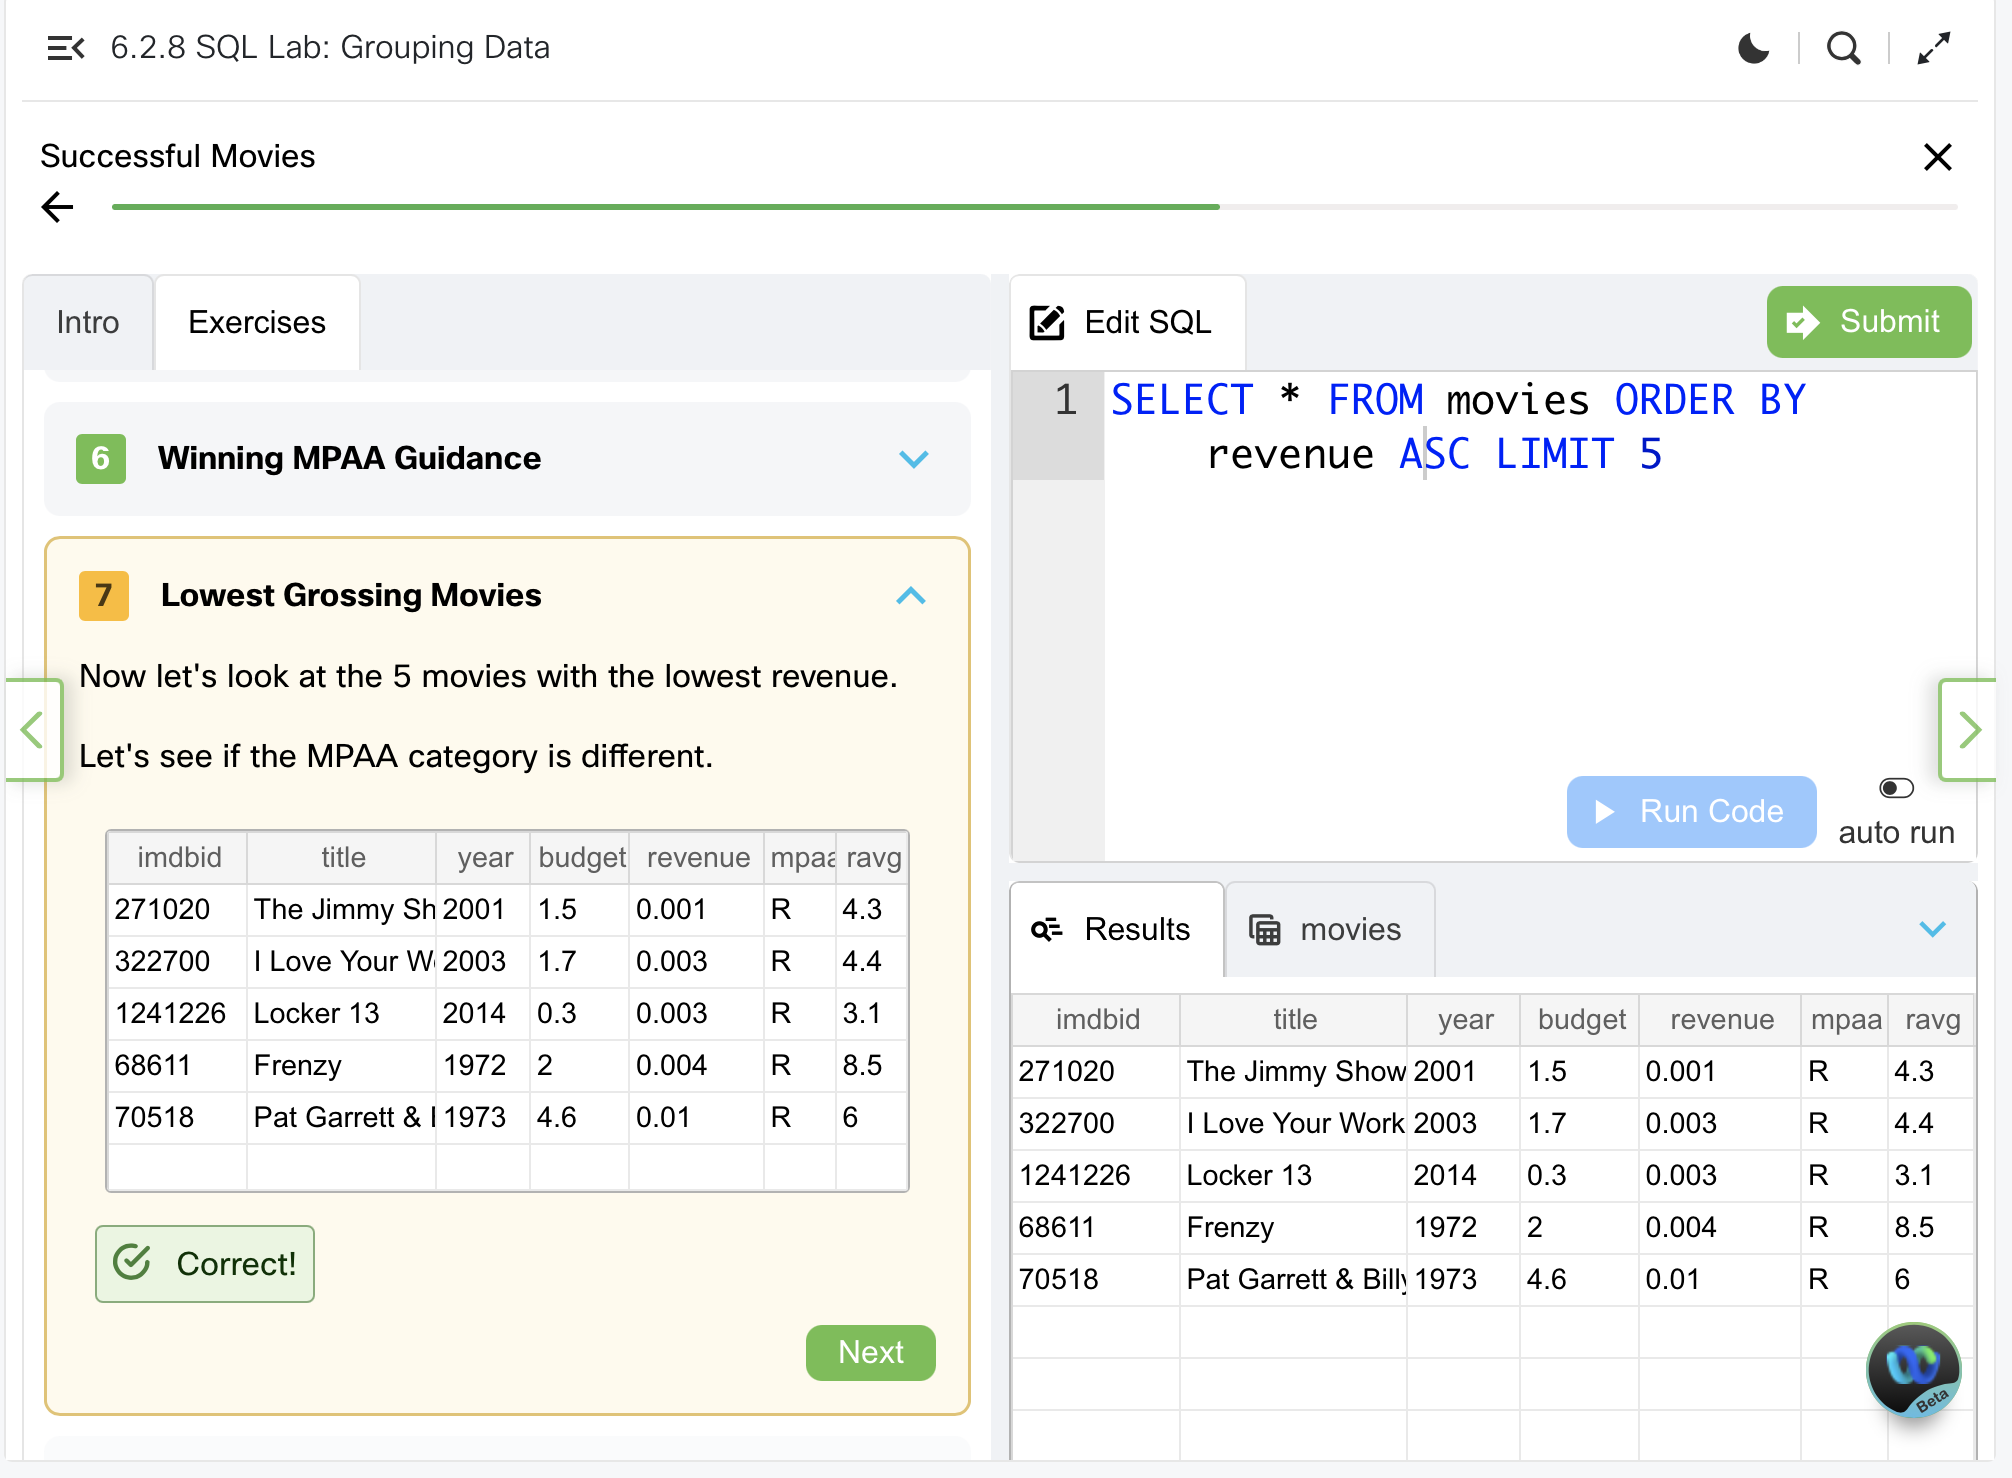 6.2.8 SQL Lab: Grouping Data
Successful Movies
Intro
Exercises
6 Winning MPAA Guidance
7 Lowest Grossing Movies
Now let's look at the 5 movies with the lowest revenue.
Let's see if the MPAA category is different.
imdbid title year budget revenue mpaa ravg
271020 The Jimmy Sh 2001 1.5 0.001 R 4.3
322700 I Love Your W 2003 1.7 0.003 R 4.4
1241226 Locker 13 2014 0.3 0.003 R 3.1
68611 Frenzy 1972 2 0.004 R 8.5
70518 Pat Garrett & 1973 4.6 0.01 R 6
Correct!
Next
Edit SQL
Submit
1 SELECT * FROM movies ORDER BY
revenue ASC LIMIT 5
Run Code
auto run
Results
movies
imdbid title year budget revenue mpaa ravg
271020 The Jimmy Show 2001 1.5 0.001 R 4.3
322700 I Love Your Work 2003 1.7 0.003 R 4.4
1241226 Locker 13 2014 0.3 0.003 R 3.1
68611 Frenzy 1972 2 0.004 R 8.5
70518 Pat Garrett & Billy 1973 4.6 0.01 R 6
Beta